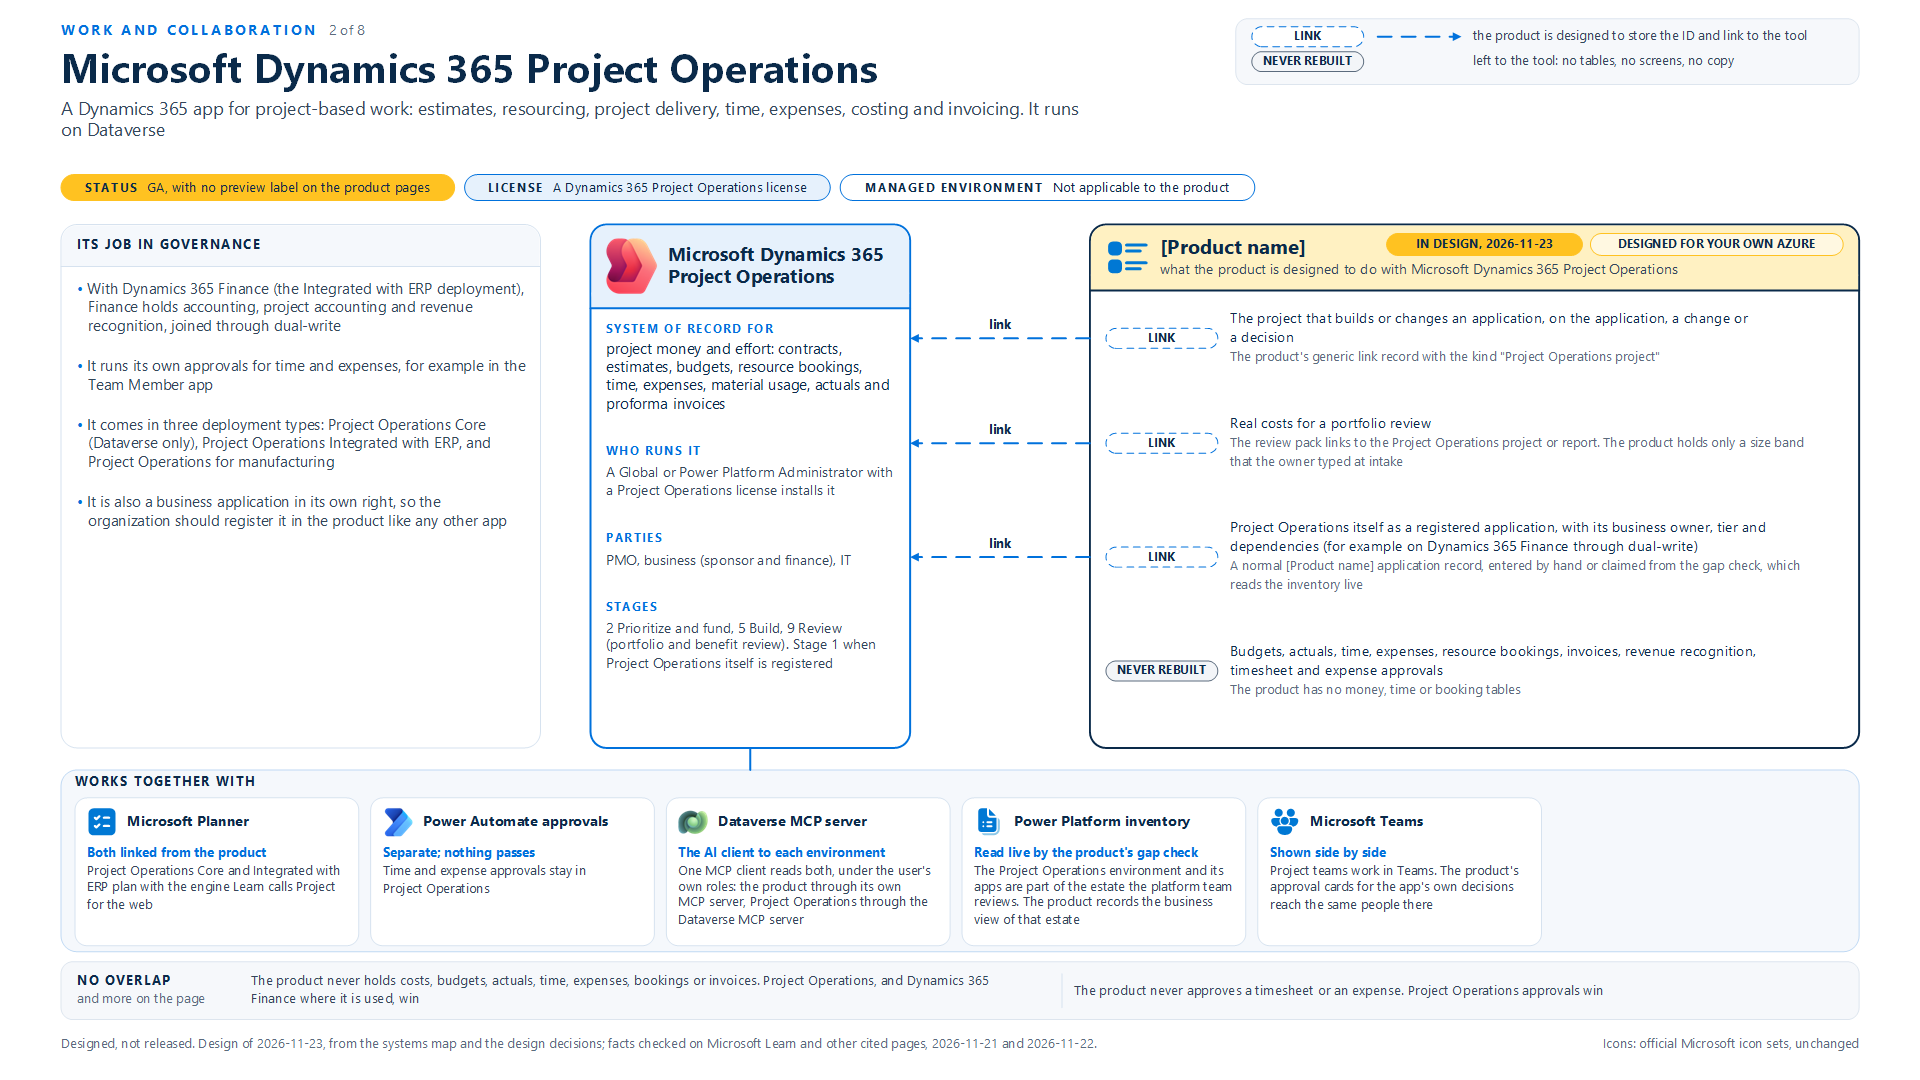 WORK AND COLLABORATION 2 of 8
Microsoft Dynamics 365 Project Operations
A Dynamics 365 app for project-based work: estimates, resourcing, project delivery, time, expenses, costing and invoicing. It runs
on Dataverse
LINK
the product is designed to store the ID and link to the tool
NEVER REBUILT
left to the tool: no tables, no screens, no copy
STATUS GA, with no preview label on the product pages
LICENSE A Dynamics 365 Project Operations license
MANAGED ENVIRONMENT Not applicable to the product
ITS JOB IN GOVERNANCE
• With Dynamics 365 Finance (the Integrated with ERP deployment),
Finance holds accounting, project accounting and revenue
recognition, joined through dual-write
• It runs its own approvals for time and expenses, for example in the
Team Member app
• It comes in three deployment types: Project Operations Core
(Dataverse only), Project Operations Integrated with ERP, and
Project Operations for manufacturing
• It is also a business application in its own right, so the
organization should register it in the product like any other app
Microsoft Dynamics 365
Project Operations
SYSTEM OF RECORD FOR
project money and effort: contracts,
estimates, budgets, resource bookings,
time, expenses, material usage, actuals and
proforma invoices
WHO RUNS IT
A Global or Power Platform Administrator with
a Project Operations license installs it
PARTIES
PMO, business (sponsor and finance), IT
STAGES
2 Prioritize and fund, 5 Build, 9 Review
(portfolio and benefit review). Stage 1 when
Project Operations itself is registered
link
link
link
[Product name]
IN DESIGN, 2026-11-23
DESIGNED FOR YOUR OWN AZURE
what the product is designed to do with Microsoft Dynamics 365 Project Operations
LINK
The project that builds or changes an application, on the application, a change or
a decision
The product's generic link record with the kind "Project Operations project"
LINK
Real costs for a portfolio review
The review pack links to the Project Operations project or report. The product holds only a size band
that the owner typed at intake
LINK
Project Operations itself as a registered application, with its business owner, tier and
dependencies (for example on Dynamics 365 Finance through dual-write)
A normal [Product name] application record, entered by hand or claimed from the gap check, which
reads the inventory live
NEVER REBUILT
Budgets, actuals, time, expenses, resource bookings, invoices, revenue recognition,
timesheet and expense approvals
The product has no money, time or booking tables
WORKS TOGETHER WITH
Microsoft Planner
Both linked from the product
Project Operations Core and Integrated with
ERP plan with the engine Learn calls Project
for the web
Power Automate approvals
Separate; nothing passes
Time and expense approvals stay in
Project Operations
Dataverse MCP server
The AI client to each environment
One MCP client reads both, under the user's
own roles: the product through its own
MCP server, Project Operations through the
Dataverse MCP server
Power Platform inventory
Read live by the product's gap check
The Project Operations environment and its
apps are part of the estate the platform team
reviews. The product records the business
view of that estate
Microsoft Teams
Shown side by side
Project teams work in Teams. The product's
approval cards for the app's own decisions
reach the same people there
NO OVERLAP
and more on the page
The product never holds costs, budgets, actuals, time, expenses, bookings or invoices. Project Operations, and Dynamics 365
Finance where it is used, win
The product never approves a timesheet or an expense. Project Operations approvals win
Designed, not released. Design of 2026-11-23, from the systems map and the design decisions; facts checked on Microsoft Learn and other cited pages, 2026-11-21 and 2026-11-22.
Icons: official Microsoft icon sets, unchanged